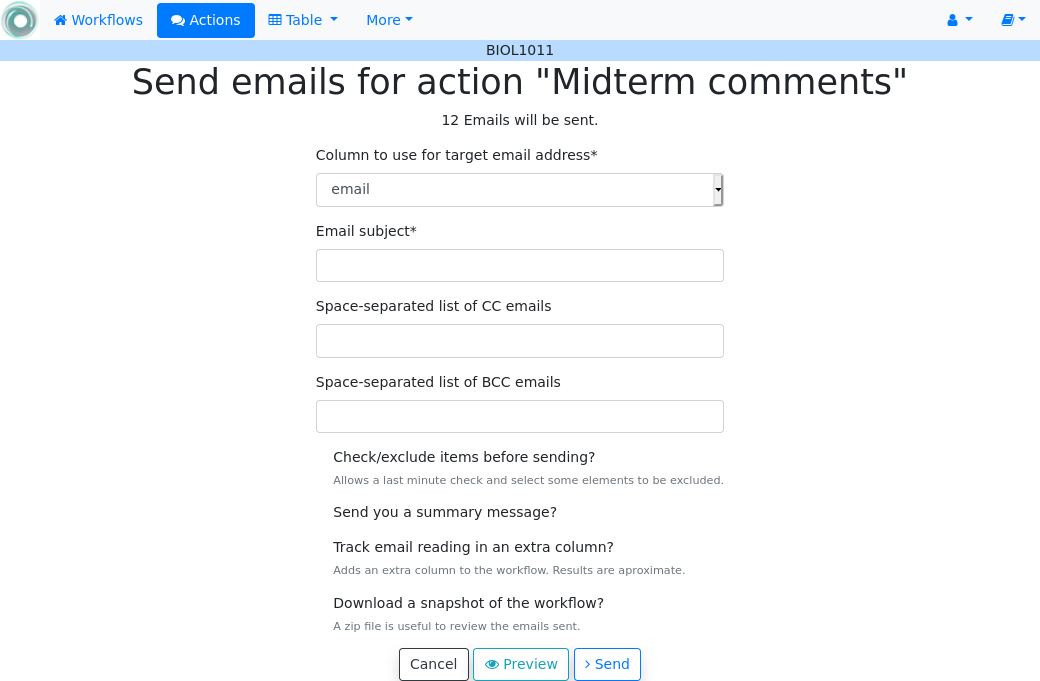 Workflows Actions Table More
BIOL1011
Send emails for action "Midterm comments"
12 Emails will be sent.
Column to use for target email address*
email
Email subject*
Space-separated list of CC emails
Space-separated list of BCC emails
Check/exclude items before sending?
Allows a last minute check and select some elements to be excluded.
Send you a summary message?
Track email reading in an extra column?
Adds an extra column to the workflow. Results are aproximate.
Download a snapshot of the workflow?
A zip file is useful to review the emails sent.
Cancel Preview Send